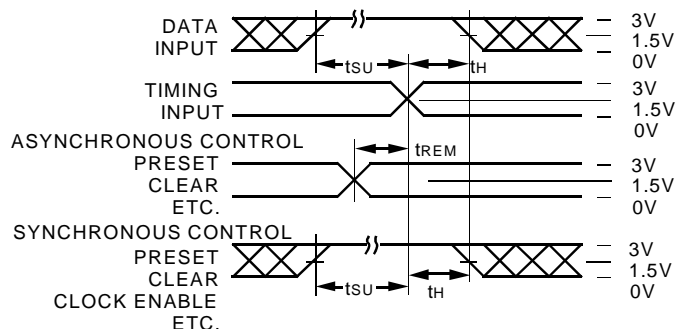 DATA
INPUT
tSU
tH
3V
1.5V
0V
TIMING
INPUT
3V
1.5V
0V
ASYNCHRONOUS CONTROL
PRESET
CLEAR
ETC.
tREM
3V
1.5V
0V
SYNCHRONOUS CONTROL
PRESET
CLEAR
CLOCK ENABLE
ETC.
tSU
tH
3V
1.5V
0V